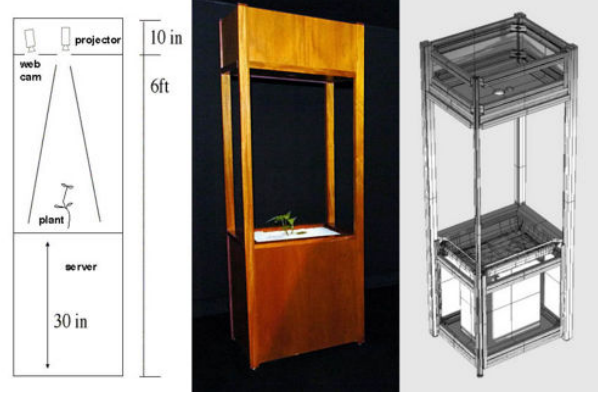 projector
10 in
web
cam
6ft
plant
server
30 in